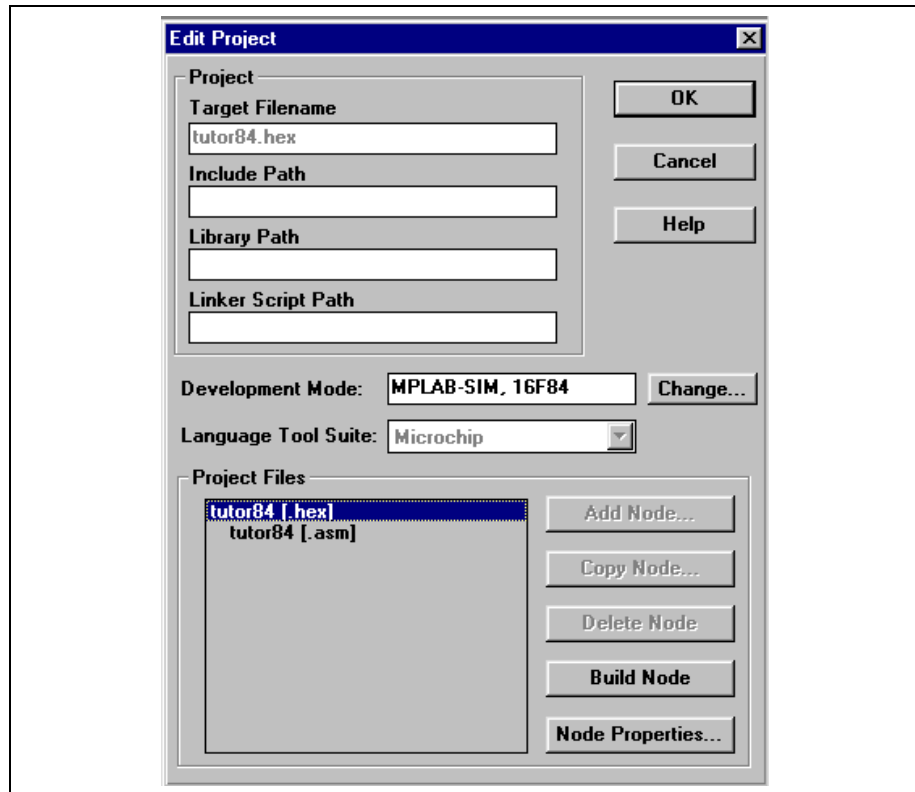 Edit Project
Project
Target Filename
tutor84.hex
Include Path
Library Path
Linker Script Path
OK
Cancel
Help
Development Mode:
MPLAB-SIM, 16F84
Change...
Language Tool Suite:
Microchip
Project Files
tutor84 [.hex]
tutor84 [.asm]
Add Node...
Copy Node...
Delete Node
Build Node
Node Properties...